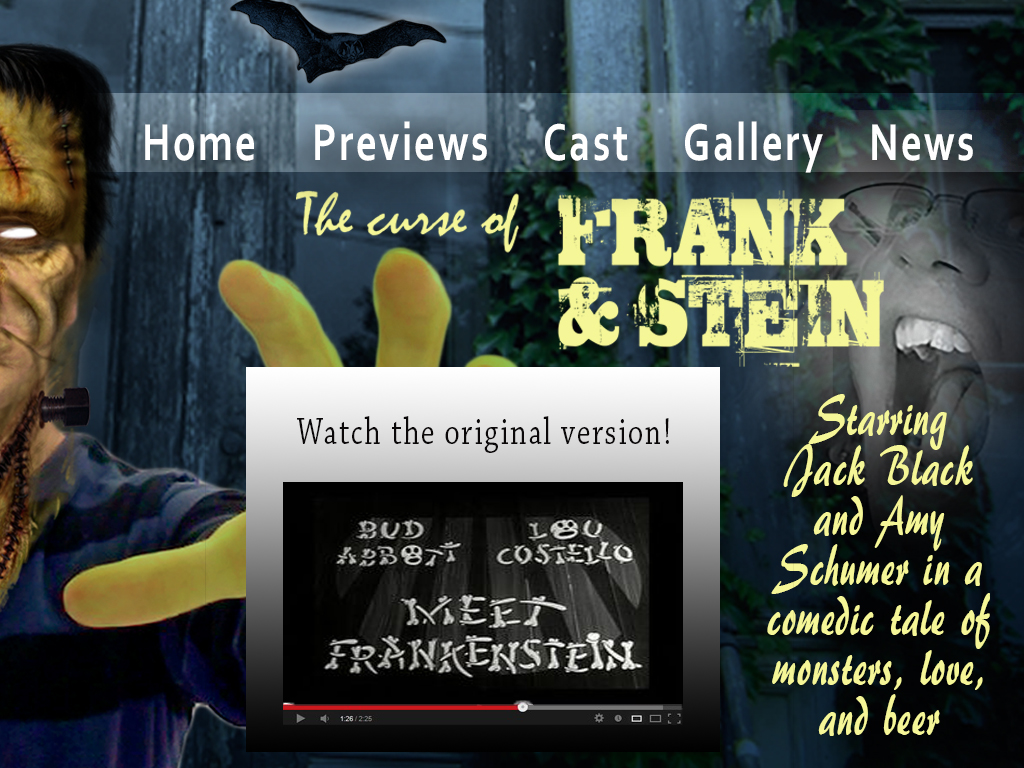 Home Previews Cast Gallery News
The curse of FRANK
& STEIN
Watch the original version!
BUD LOU
ABBOTT COSTELLO
MEET
FRANKENSTEIN
1:26 / 2:25
Starring
Jack Black
and Amy
Schumer in a
comedic tale of
monsters, love,
and beer